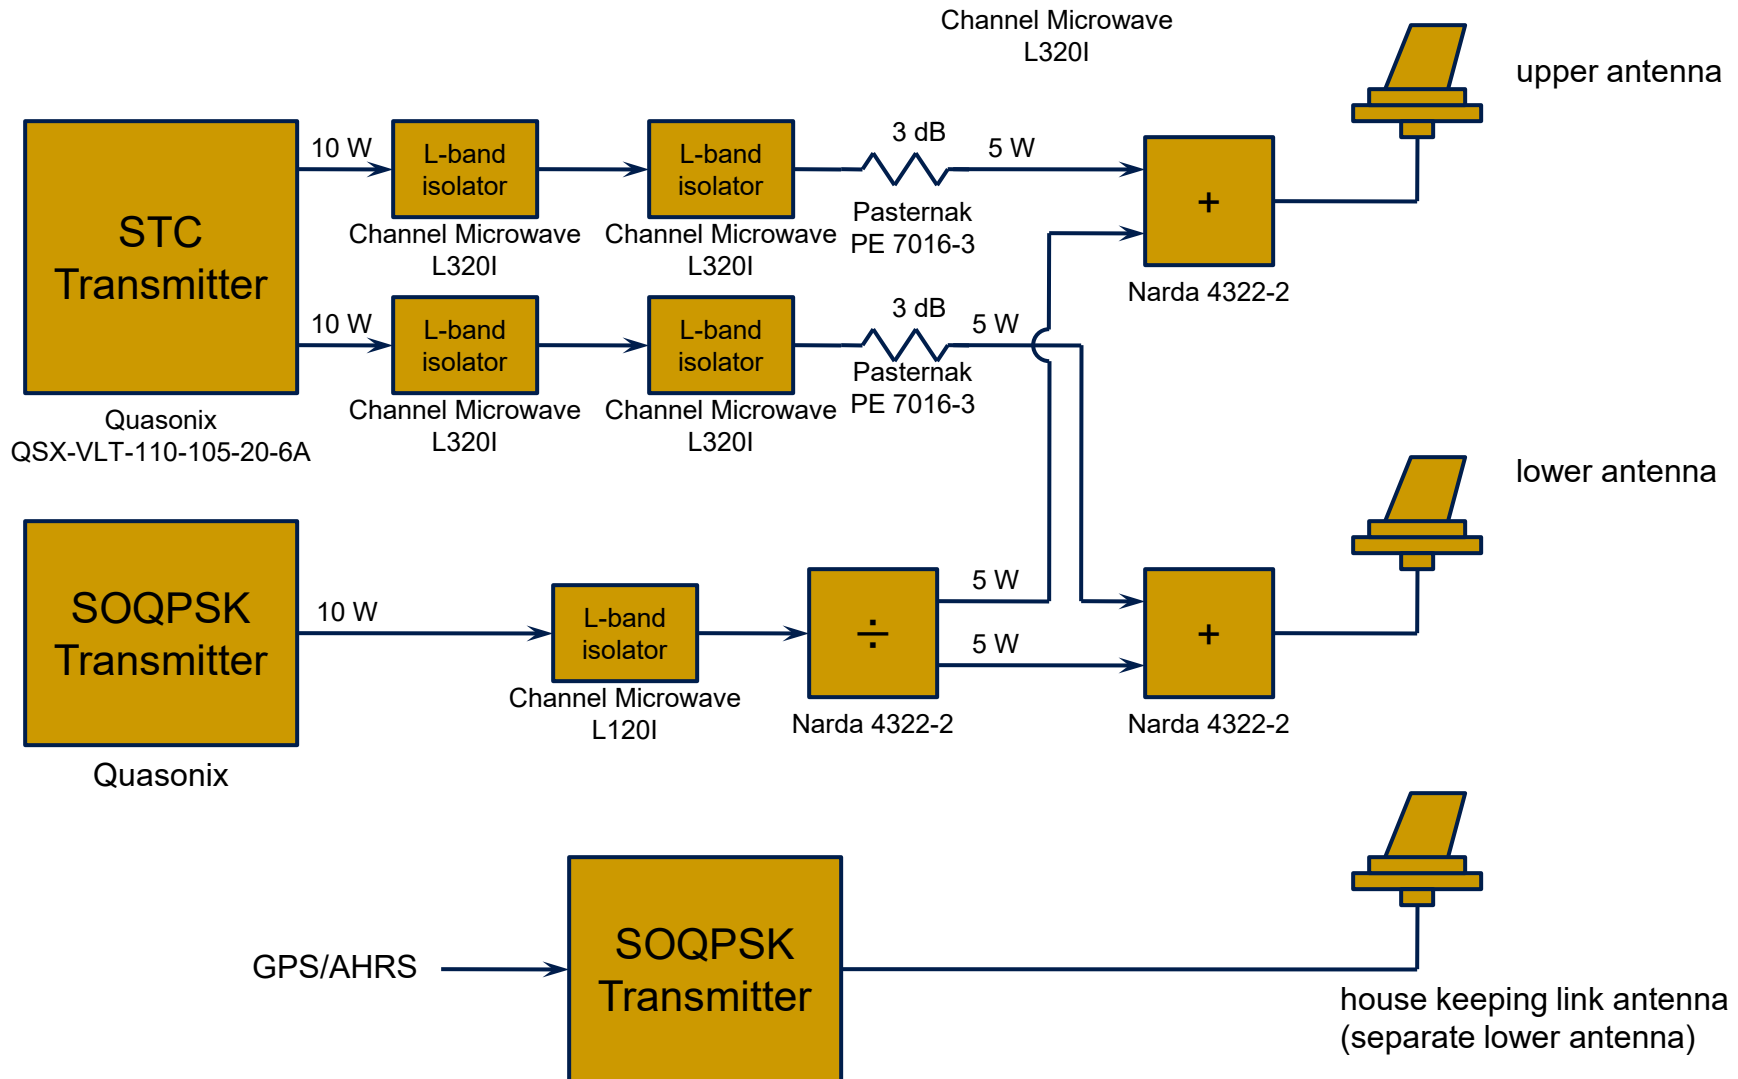 Channel Microwave
L320I
upper antenna
STC
Transmitter
10 W
L-band
isolator
Channel Microwave
L320I
L-band
isolator
Channel Microwave
L320I
3 dB
Pasternak
PE 7016-3
5 W
+
Narda 4322-2
10 W
L-band
isolator
Channel Microwave
L320I
L-band
isolator
Channel Microwave
L320I
3 dB
Pasternak
PE 7016-3
5 W
Quasonix
QSX-VLT-110-105-20-6A
lower antenna
SOQPSK
Transmitter
Quasonix
10 W
L-band
isolator
Channel Microwave
L120I
÷
Narda 4322-2
5 W
5 W
+
Narda 4322-2
GPS/AHRS
SOQPSK
Transmitter
house keeping link antenna
(separate lower antenna)